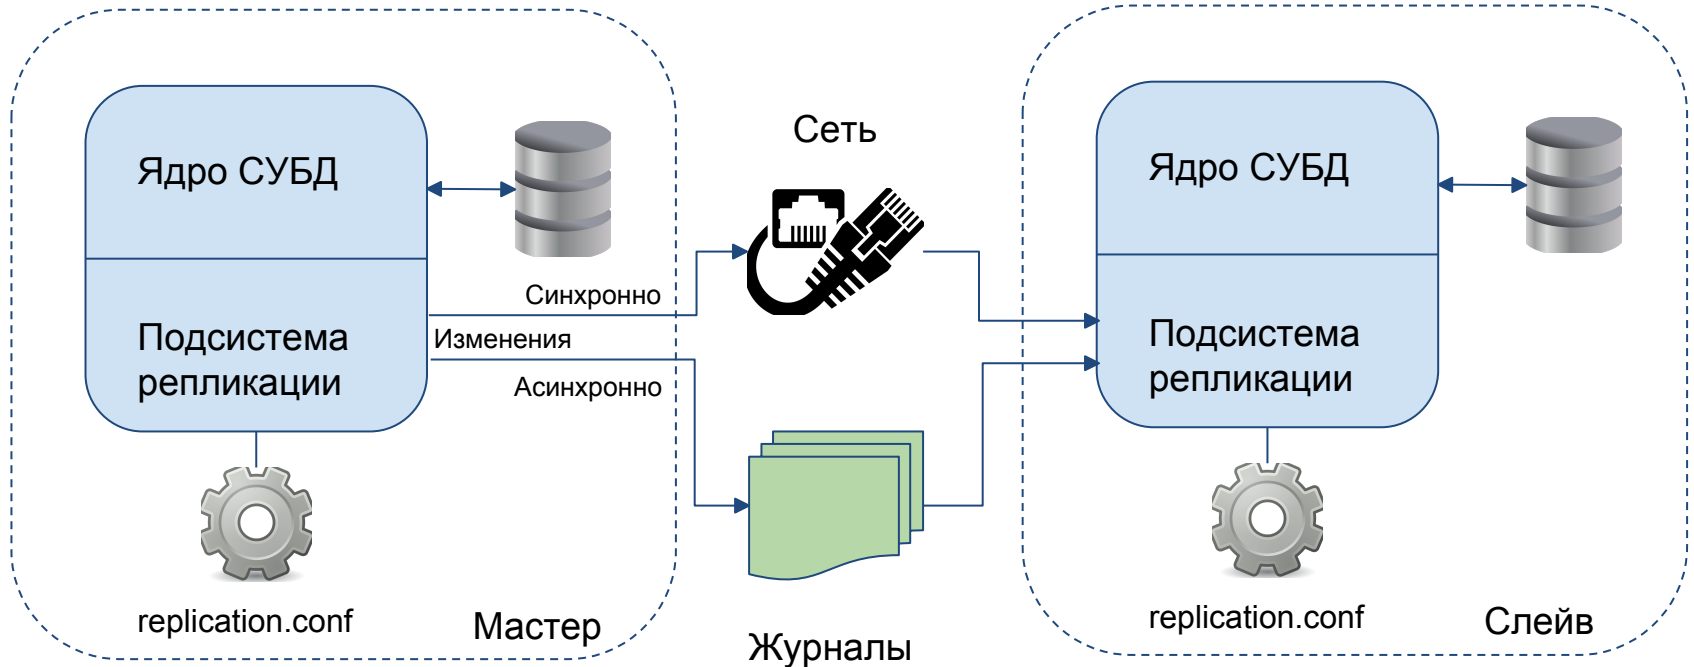 Ядро СУБД
Подсистема
репликации
replication.conf
Мастер
Синхронно
Изменения
Асинхронно
Сеть
Журналы
Ядро СУБД
Подсистема
репликации
replication.conf
Слейв